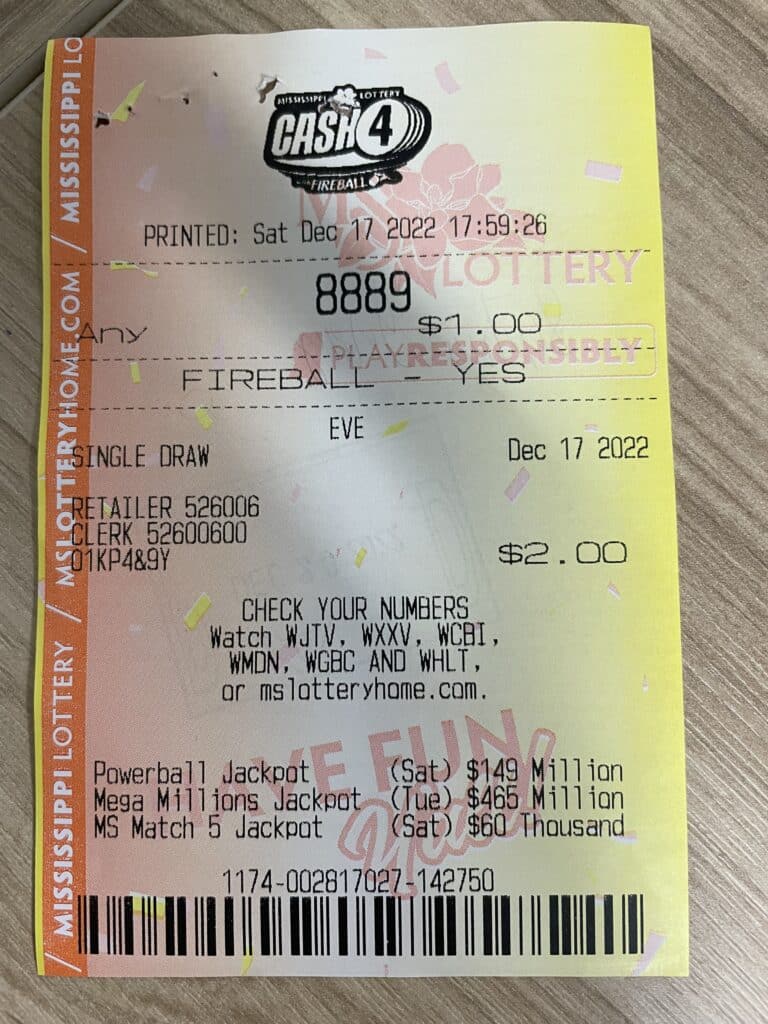 MISSISSIPPI LOTTERY
CASH 4
FIREBALL
PRINTED: Sat Dec 17 2022 17:59:26
MS LOTTERY
8889
Any $1.00
PLAY RESPONSIBLY
FIREBALL - YES
EVE
SINGLE DRAW Dec 17 2022
RETAILER 526006
CLERK 52600600
01KP4&9Y $2.00
CHECK YOUR NUMBERS
Watch WJTV, WXXV, WCBI,
WMDN, WGBC AND WHLT,
or mslotteryhome.com.
HAVE FUN
Y'all!
Powerball Jackpot (Sat) $149 Million
Mega Millions Jackpot (Tue) $465 Million
MS Match 5 Jackpot (Sat) $60 Thousand
1174-002817027-142750
/ MISSISSIPPI LOTTERY / MSLOTTERYHOME.COM / MISSISSIPPI LO